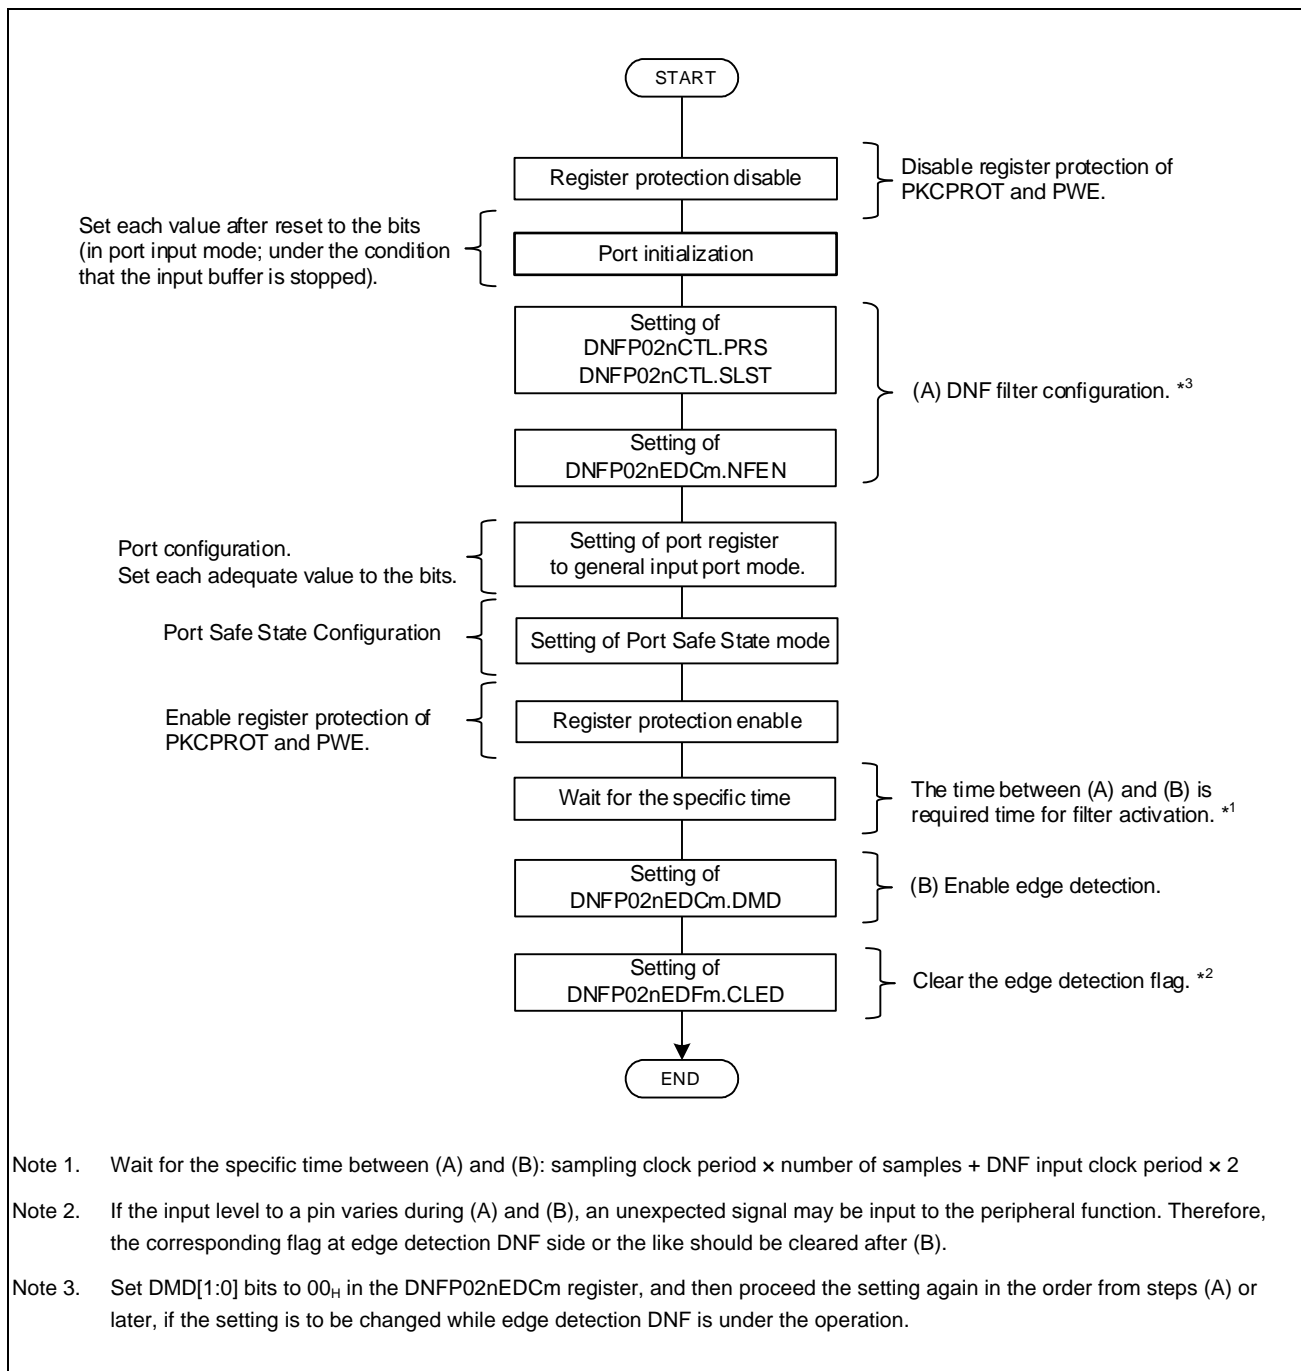 START
Register protection disable
Disable register protection of
PKCPROT and PWE.
Set each value after reset to the bits
(in port input mode; under the condition
that the input buffer is stopped).
Port initialization
Setting of
DNFP02nCTL.PRS
DNFP02nCTL.SLST
(A) DNF filter configuration. *3
Setting of
DNFP02nEDCm.NFEN
Port configuration.
Set each adequate value to the bits.
Setting of port register
to general input port mode.
Port Safe State Configuration
Setting of Port Safe State mode
Enable register protection of
PKCPROT and PWE.
Register protection enable
Wait for the specific time
The time between (A) and (B) is
required time for filter activation. *1
Setting of
DNFP02nEDCm.DMD
(B) Enable edge detection.
Setting of
DNFP02nEDFm.CLED
Clear the edge detection flag. *2
END
Note 1. Wait for the specific time between (A) and (B): sampling clock period × number of samples + DNF input clock period × 2
Note 2. If the input level to a pin varies during (A) and (B), an unexpected signal may be input to the peripheral function. Therefore,
the corresponding flag at edge detection DNF side or the like should be cleared after (B).
Note 3. Set DMD[1:0] bits to 00H in the DNFP02nEDCm register, and then proceed the setting again in the order from steps (A) or
later, if the setting is to be changed while edge detection DNF is under the operation.